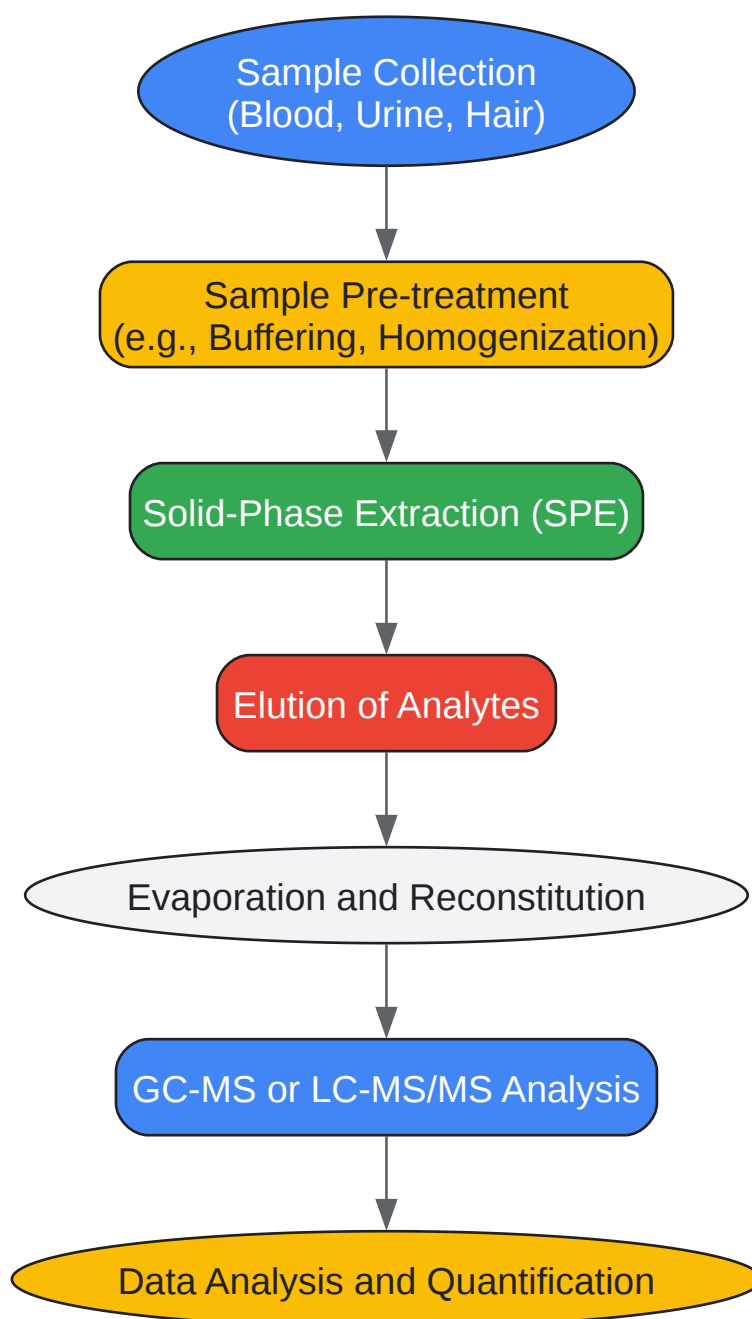 Sample Collection
(Blood, Urine, Hair)
Sample Pre-treatment
(e.g., Buffering, Homogenization)
Solid-Phase Extraction (SPE)
Elution of Analytes
Evaporation and Reconstitution
GC-MS or LC-MS/MS Analysis
Data Analysis and Quantification